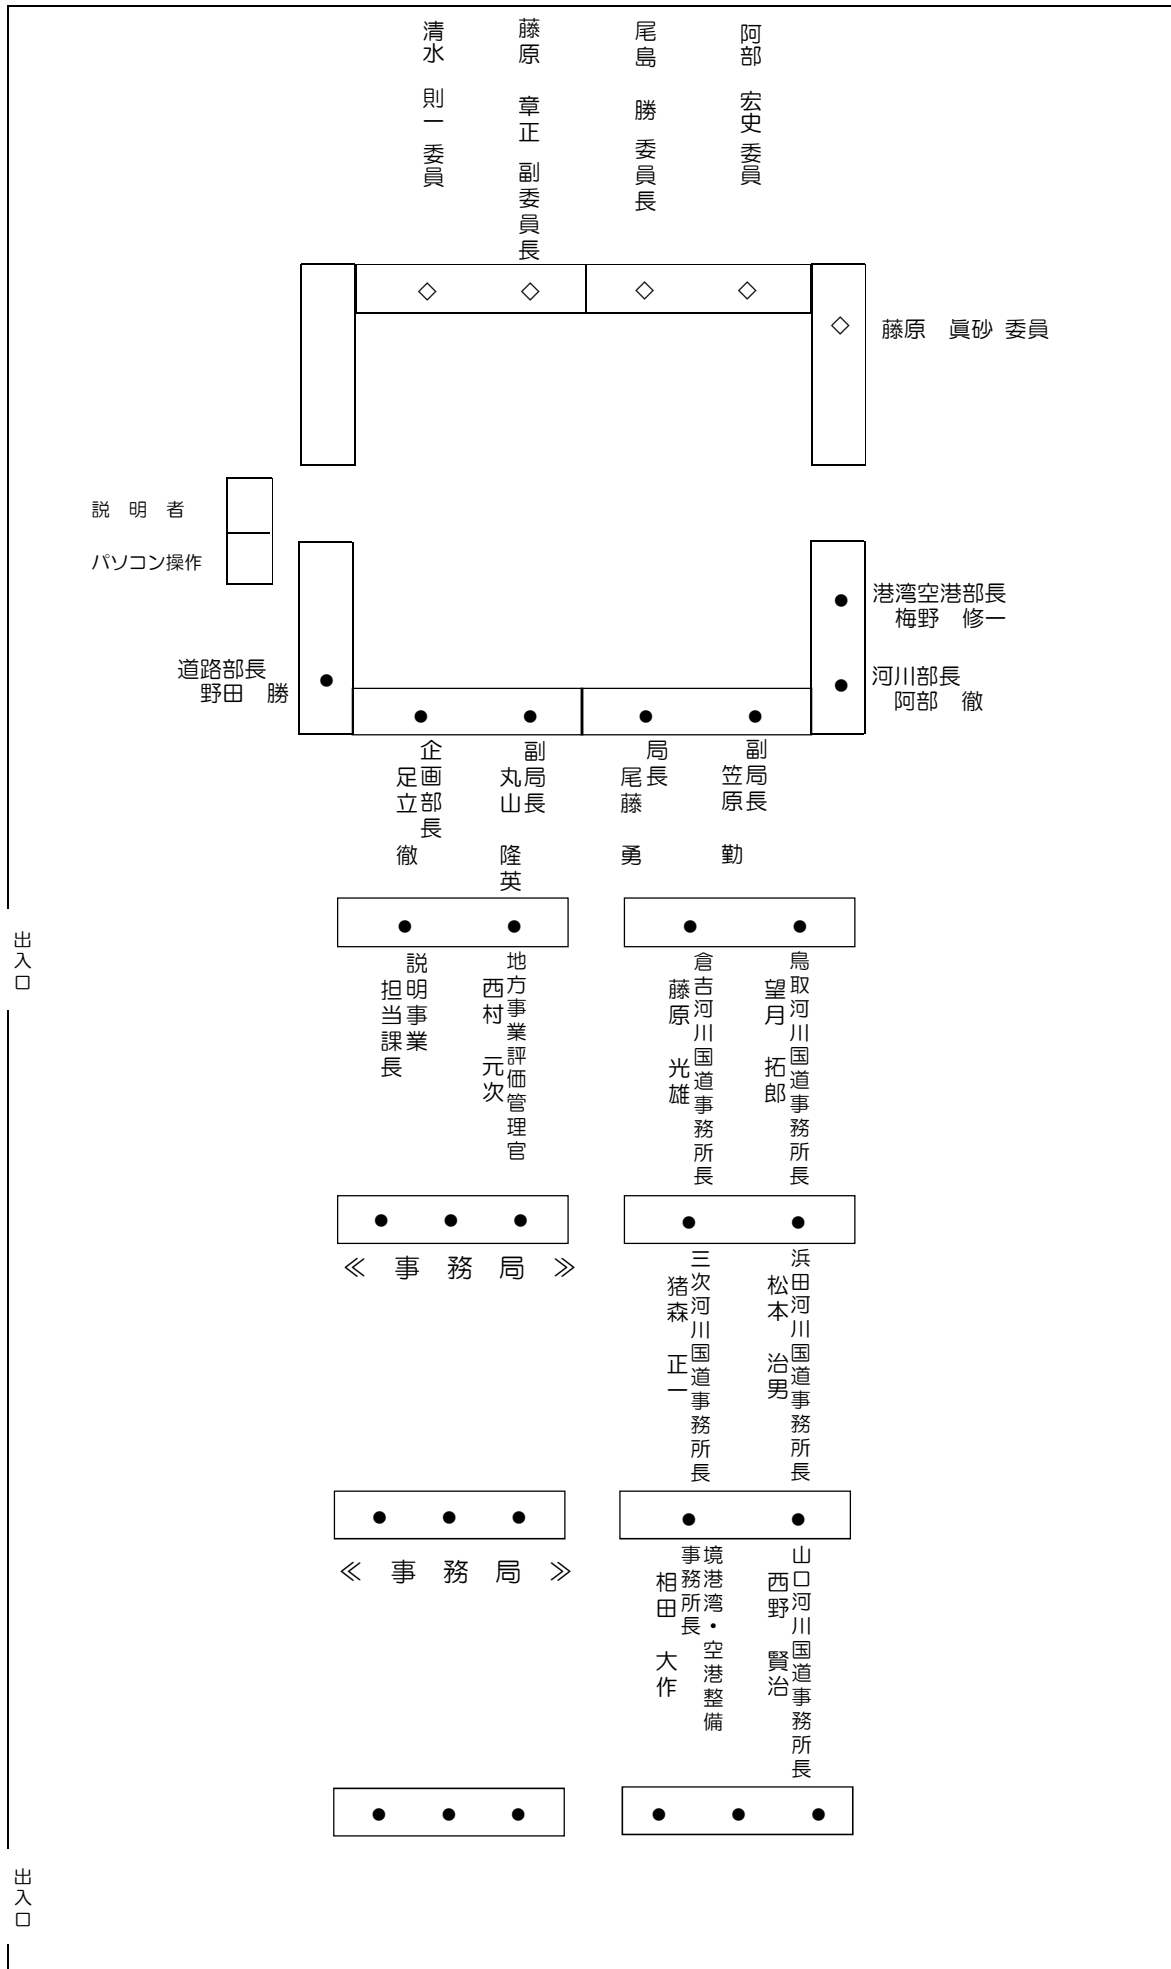 清水　則一 委員
藤原　章正 副委員長
尾島　勝 委員長
阿部　宏史 委員
藤原　眞砂 委員
説　明　者
パソコン操作
港湾空港部長
梅野　修一
道路部長
野田　勝
河川部長
阿部　徹
企画部長
足立　徹
副局長
丸山　隆英
局長
尾藤　勇
副局長
笠原　勤
出入口
説明事業
担当課長
地方事業評価管理官
西村　元次
倉吉河川国道事務所長
藤原　光雄
鳥取河川国道事務所長
望月　拓郎
≪　事　務　局　≫
三次河川国道事務所長
猪森　正一
浜田河川国道事務所長
松本　治男
≪　事　務　局　≫
境港湾・空港整備
事務所長
相田　大作
山口河川国道事務所長
西野　賢治
出入口